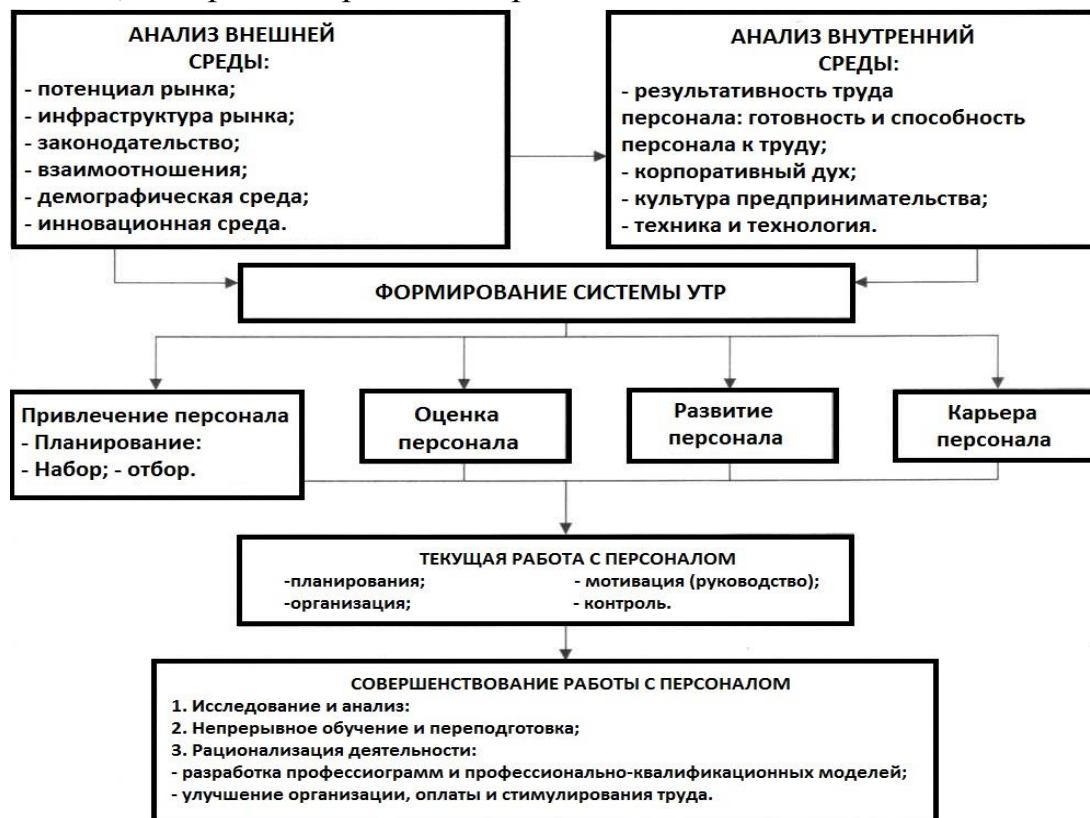 АНАЛИЗ ВНЕШНЕЙ
СРЕДЫ:
- потенциал рынка;
- инфраструктура рынка;
- законодательство;
- взаимоотношения;
- демографическая среда;
- инновационная среда.
АНАЛИЗ ВНУТРЕННИЙ
СРЕДЫ:
- результативность труда
персонала: готовность и способность
персонала к труду;
- корпоративный дух;
- культура предпринимательства;
- техника и технология.
ФОРМИРОВАНИЕ СИСТЕМЫ УТР
Привлечение персонала
- Планирование:
- Набор; - отбор.
Оценка
персонала
Развитие
персонала
Карьера
персонала
ТЕКУЩАЯ РАБОТА С ПЕРСОНАЛОМ
-планирования; - мотивация (руководство);
-организация; - контроль.
СОВЕРШЕНСТВОВАНИЕ РАБОТЫ С ПЕРСОНАЛОМ
1. Исследование и анализ:
2. Непрерывное обучение и переподготовка;
3. Рационализация деятельности:
- разработка профессиограмм и профессионально-квалификационных моделей;
- улучшение организации, оплаты и стимулирования труда.